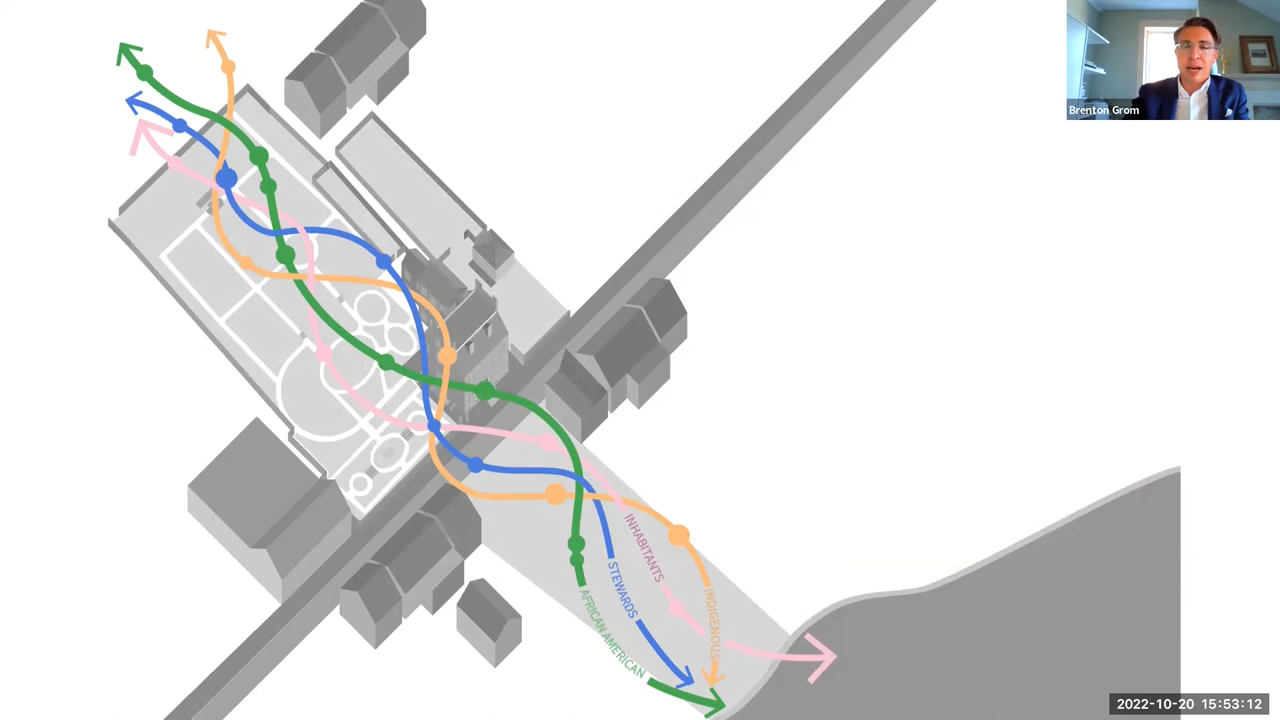 Brenton Grom
INHABITANTS
STEWARDS
INDIGENOUS
AFRICAN AMERICAN
2022-10-20 15:53:12